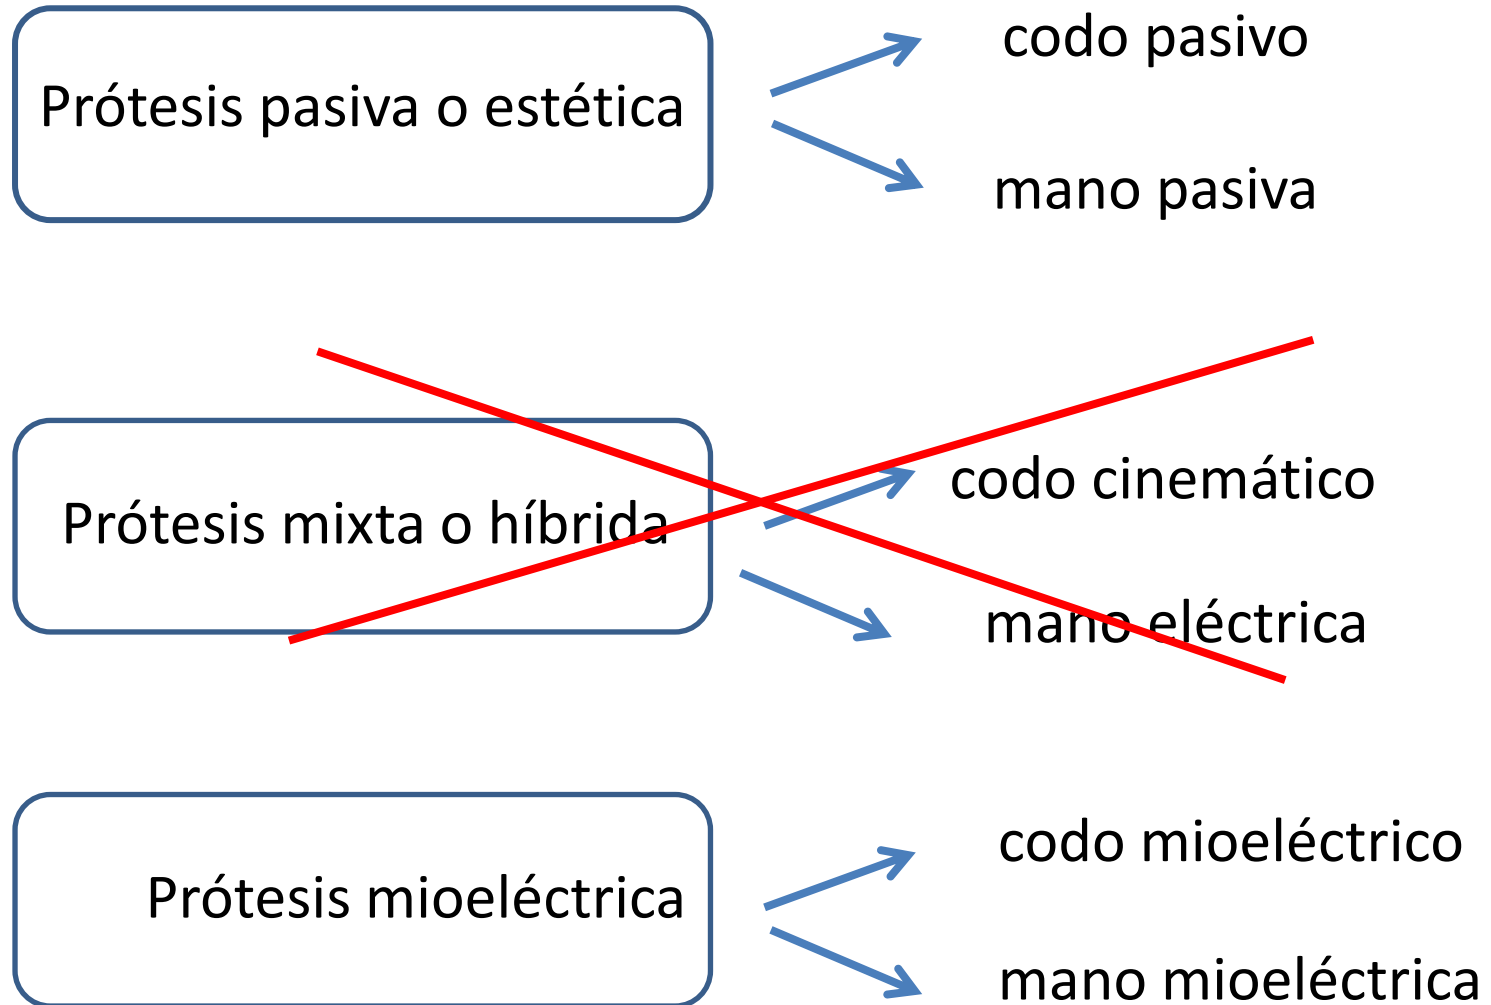 codo pasivo
Prótesis pasiva o estética
mano pasiva
codo cinemático
Prótesis mixta o híbrida
mano eléctrica
codo mioeléctrico
Prótesis mioeléctrica
mano mioeléctrica